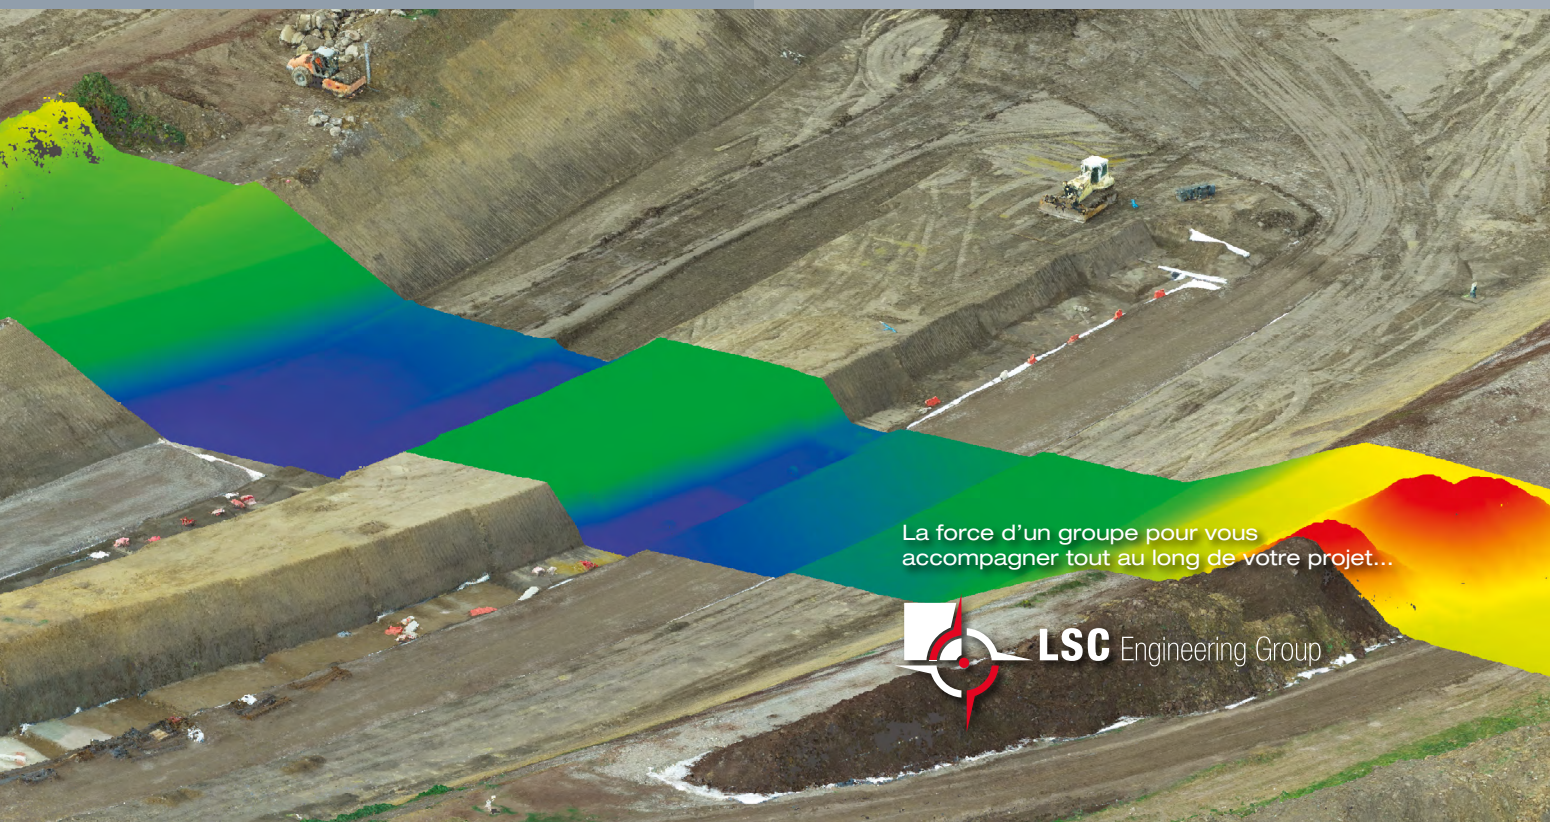 La force d’un groupe pour vous
accompagner tout au long de votre projet...
LSC Engineering Group